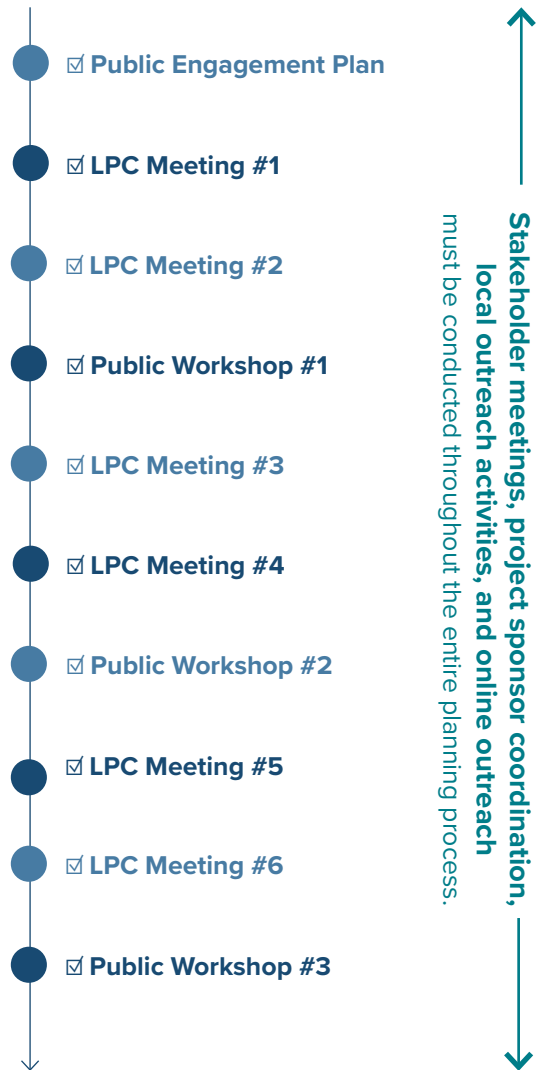 ☑ Public Engagement Plan
☑ LPC Meeting #1
☑ LPC Meeting #2
☑ Public Workshop #1
☑ LPC Meeting #3
☑ LPC Meeting #4
☑ Public Workshop #2
☑ LPC Meeting #5
☑ LPC Meeting #6
☑ Public Workshop #3
Stakeholder meetings, project sponsor coordination,
local outreach activities, and online outreach
must be conducted throughout the entire planning process.